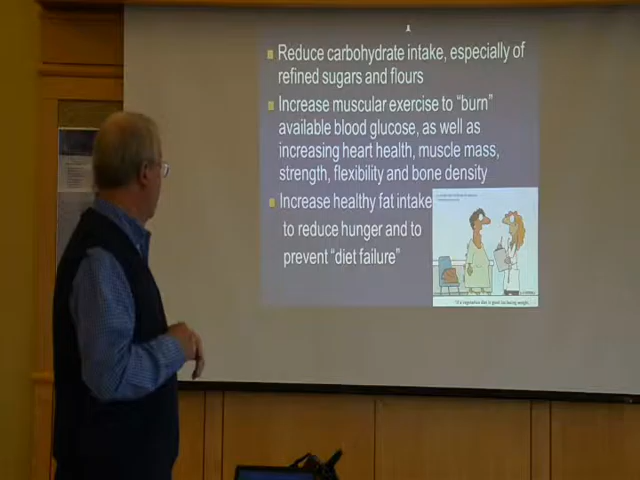 Reduce carbohydrate intake, especially of
refined sugars and flours
Increase muscular exercise to “burn”
available blood glucose, as well as
increasing heart health, muscle mass,
strength, flexibility and bone density
Increase healthy fat intake
to reduce hunger and to
prevent “diet failure”